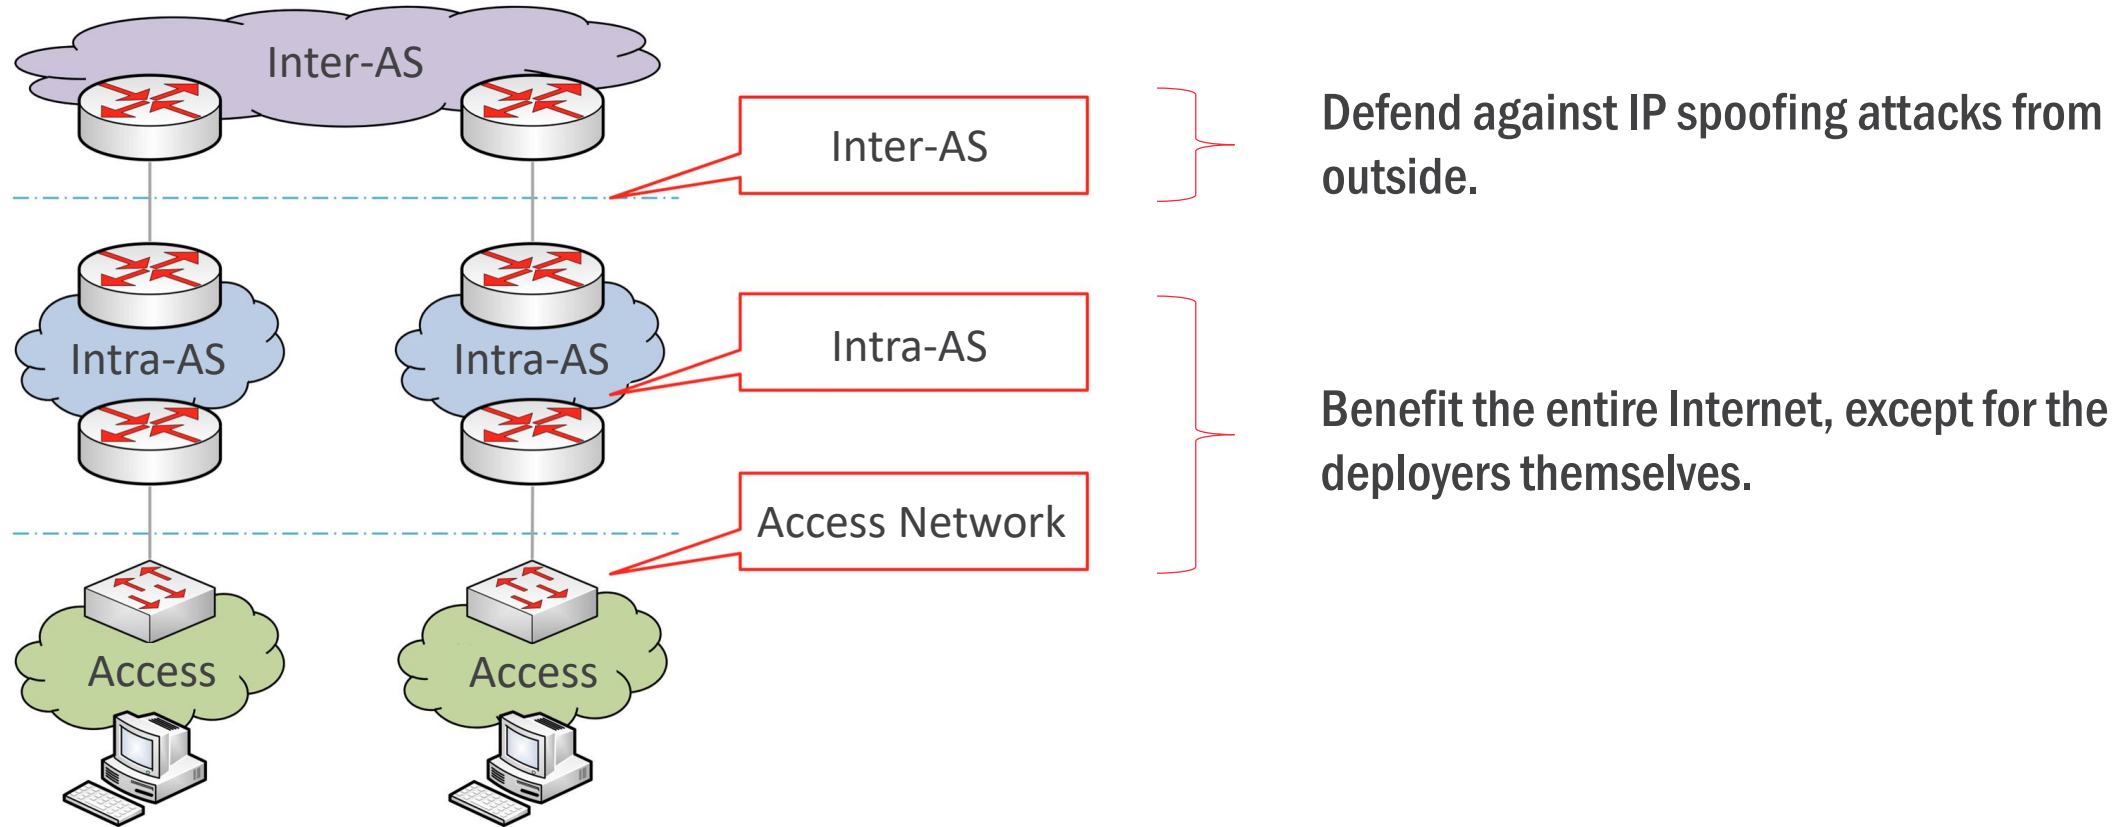 Inter-AS
Inter-AS
Defend against IP spoofing attacks from
outside.
Intra-AS
Intra-AS
Intra-AS
Benefit the entire Internet, except for the
deployers themselves.
Access Network
Access
Access